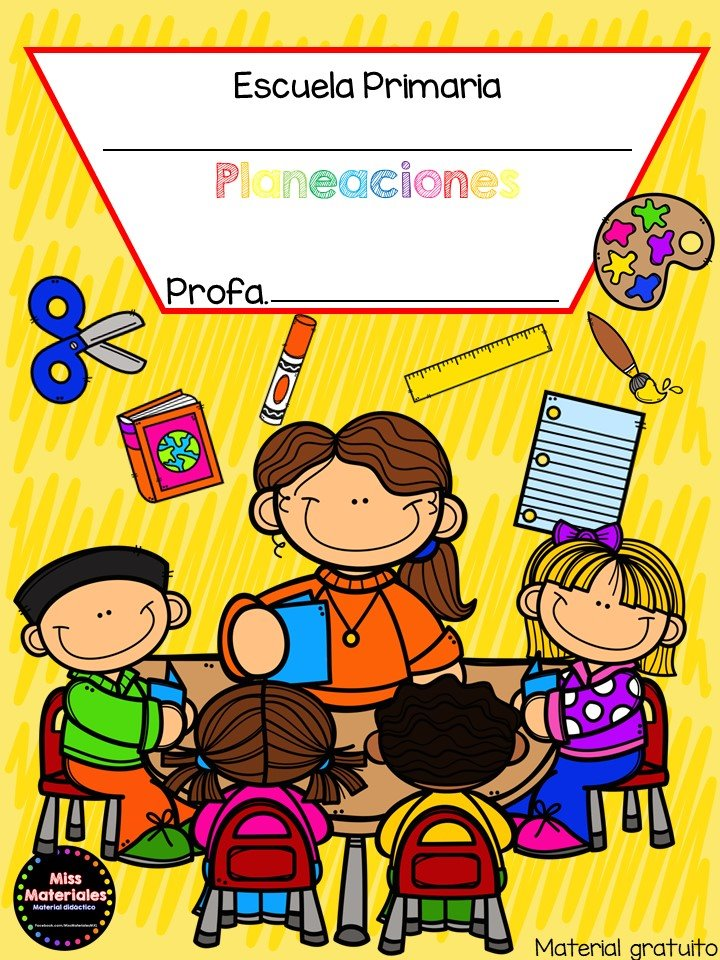 Escuela Primaria
Planeaciones
Profa.
Miss
Materiales
Material didáctico
Material gratuito